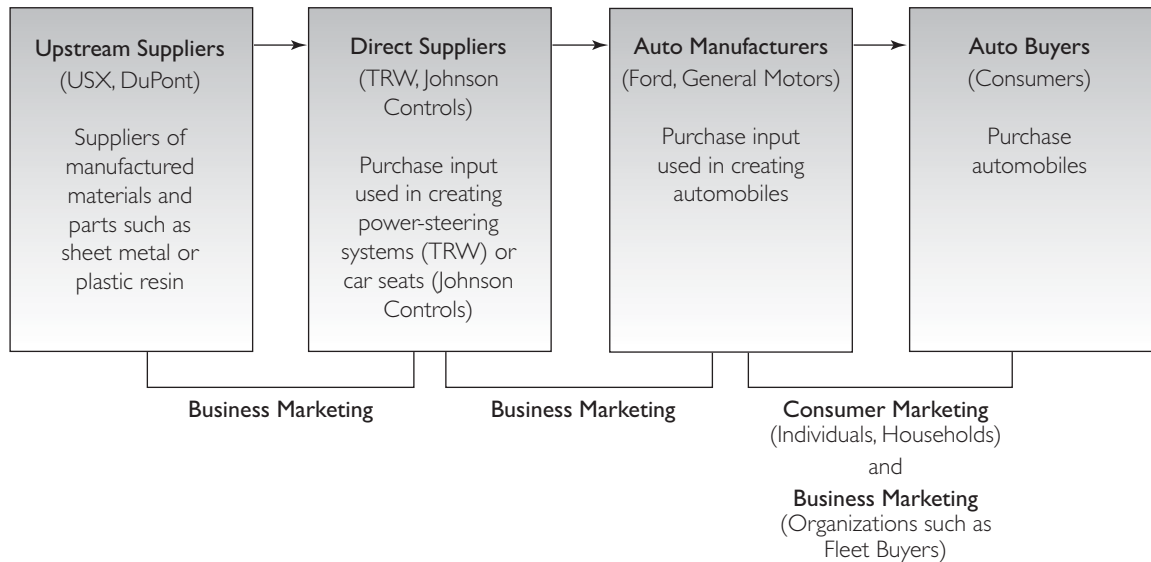 Upstream Suppliers
(USX, DuPont)
Suppliers of
manufactured
materials and
parts such as
sheet metal or
plastic resin
Direct Suppliers
(TRW, Johnson
Controls)
Purchase input
used in creating
power-steering
systems (TRW) or
car seats (Johnson
Controls)
Auto Manufacturers
(Ford, General Motors)
Purchase input
used in creating
automobiles
Auto Buyers
(Consumers)
Purchase
automobiles
Business Marketing
Business Marketing
Consumer Marketing
(Individuals, Households)
and
Business Marketing
(Organizations such as
Fleet Buyers)